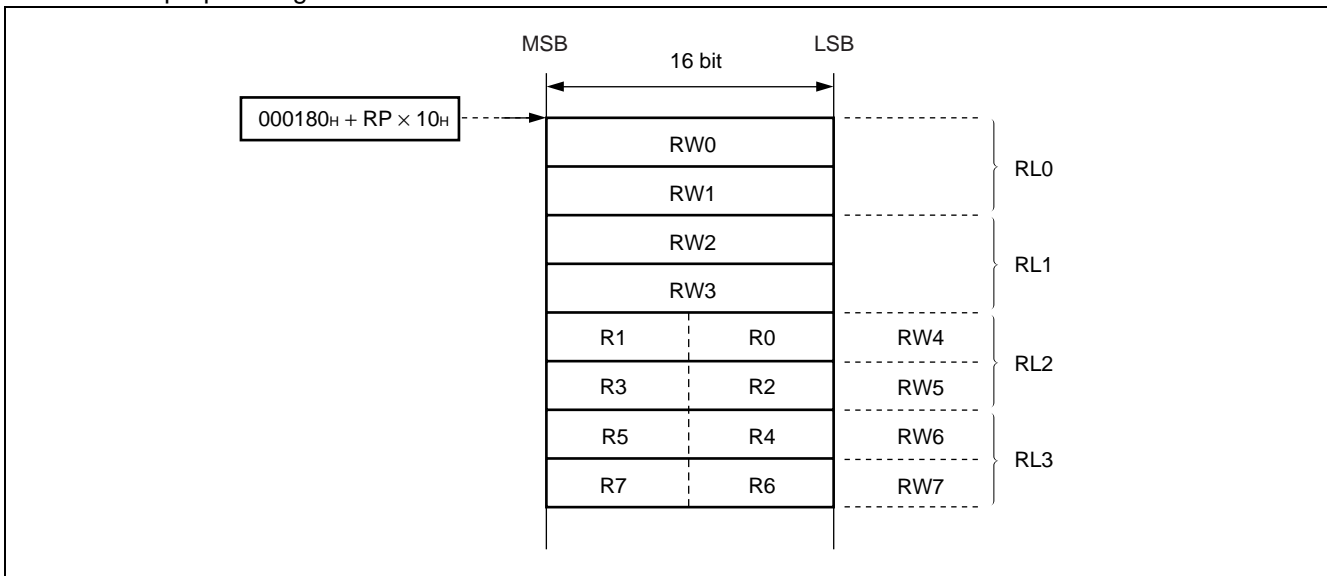 MSB LSB
16 bit
000180H + RP × 10H
RW0
RL0
RW1
RW2
RL1
RW3
R1 R0 RW4
RL2
R3 R2 RW5
R5 R4 RW6
RL3
R7 R6 RW7